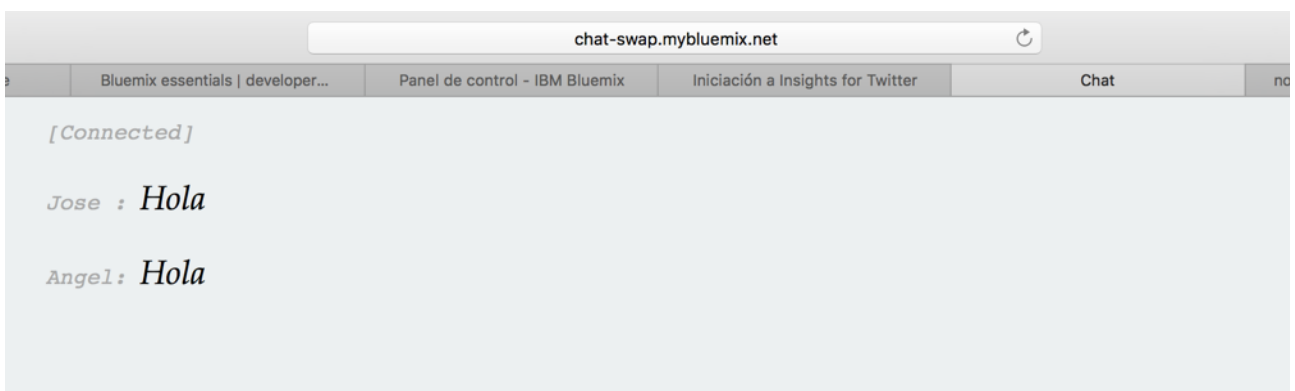 chat-swap.mybluemix.net
Bluemix essentials | developer... Panel de control - IBM Bluemix Iniciación a Insights for Twitter Chat
[Connected]
Jose : Hola
Angel: Hola